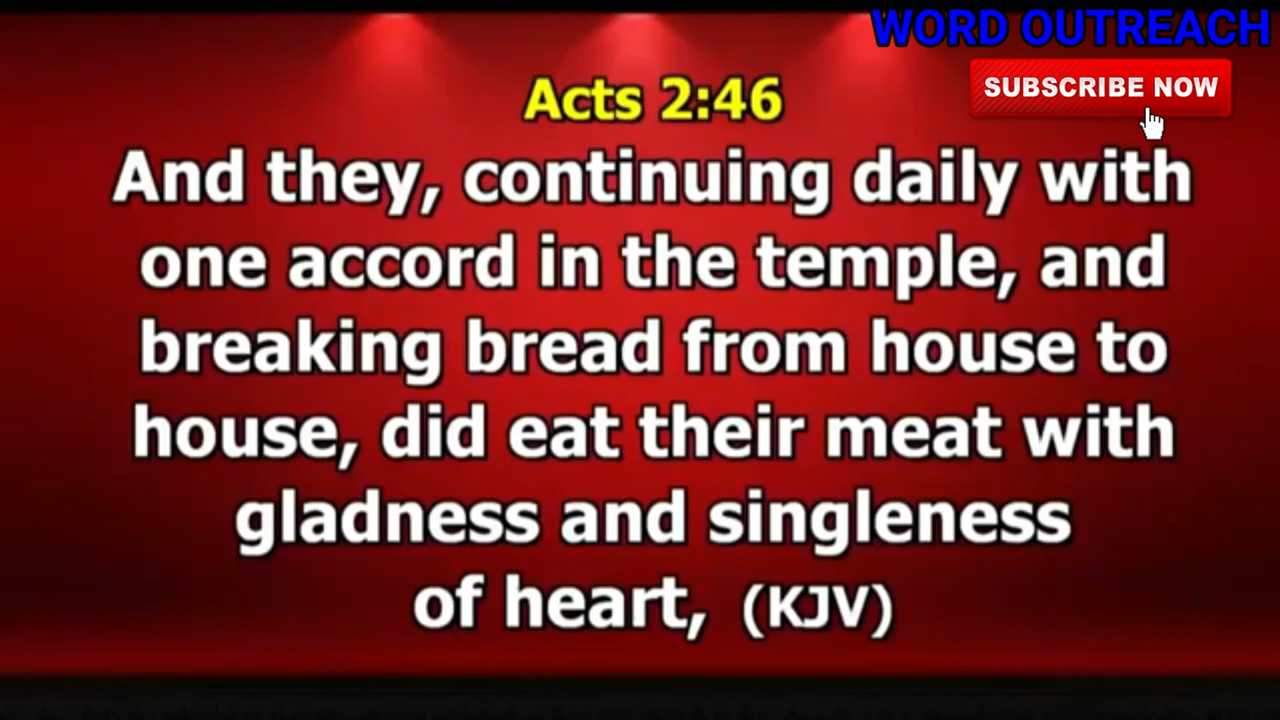 WORD OUTREACH
SUBSCRIBE NOW
Acts 2:46
And they, continuing daily with
one accord in the temple, and
breaking bread from house to
house, did eat their meat with
gladness and singleness
of heart, (KJV)